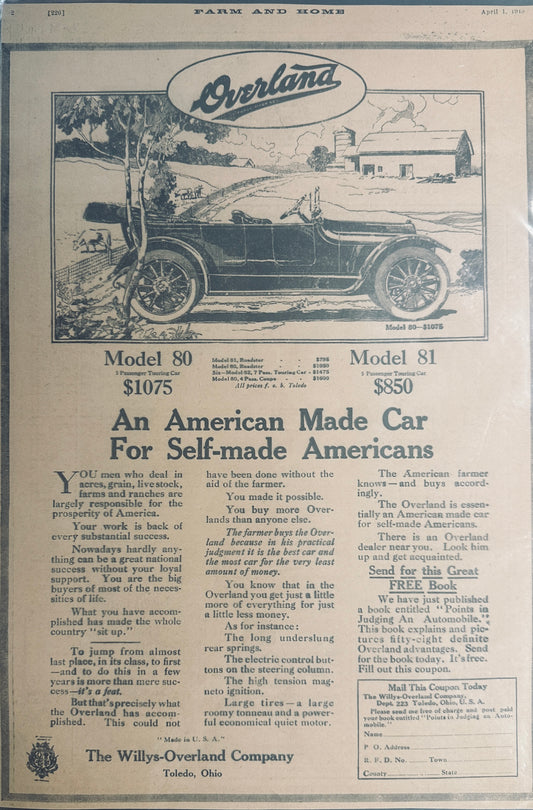 2 [226] FARM AND HOME April 1,
Overland
Model 80—$1075
Model 80
5 Passenger Touring Car
$1075
Model 81, Roadster - - $795
Model 80, Roadster - - $1050
Six—Model 82, 7 Pass. Touring Car - $1475
Model 80, 4 Pass. Coupe - - $1600
All prices f. o. b. Toledo
Model 81
5 Passenger Touring Car
$850
An American Made Car
For Self-made Americans
YOU men who deal in
acres, grain, live stock,
farms and ranches are
largely responsible for the
prosperity of America.
Your work is back of
every substantial success.
Nowadays hardly any-
thing can be a great national
success without your loyal
support. You are the big
buyers of most of the neces-
sities of life.
What you have accom-
plished has made the whole
country "sit up."
To jump from almost
last place, in its class, to first
—and to do this in a few
years is more than mere suc-
cess—it's a feat.
But that's precisely what
the Overland has accom-
plished. This could not
have been done without the
aid of the farmer.
You made it possible.
You buy more Over-
lands than anyone else.
The farmer buys the Over-
land because in his practical
judgment it is the best car and
the most car for the very least
amount of money.
You know that in the
Overland you get just a little
more of everything for just
a little less money.
As for instance:
The long underslung
rear springs.
The electric control but-
tons on the steering column.
The high tension mag-
neto ignition.
Large tires—a large
roomy tonneau and a power-
ful economical quiet motor.
The American farmer
knows—and buys accord-
ingly.
The Overland is essen-
tially an American made car
for self-made Americans.
There is an Overland
dealer near you. Look him
up and get acquainted.
Send for this Great
FREE Book
We have just published
a book entitled "Points in
Judging An Automobile."
This book explains and pic-
tures fifty-eight definite
Overland advantages. Send
for the book today. It's free.
Fill out this coupon.
"Made in U. S. A."
The Willys-Overland Company
Toledo, Ohio
Mail This Coupon Today
The Willys-Overland Company,
Dept. 223 Toledo, Ohio, U. S. A.
Please send me free of charge and post paid
your book entitled "Points in Judging an Auto-
mobile."
Name
P. O. Address
R. F. D. No. Town
County State